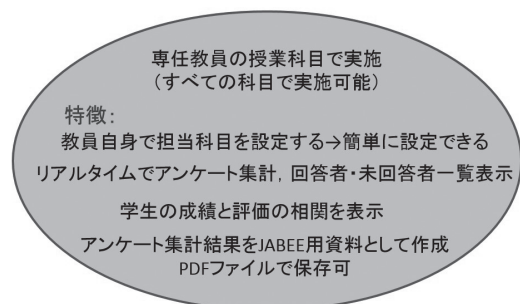 専任教員の授業科目で実施
(すべての科目で実施可能)
特徴:
教員自身で担当科目を設定する→簡単に設定できる
リアルタイムでアンケート集計, 回答者・未回答者一覧表示
学生の成績と評価の相関を表示
アンケート集計結果をJABEE用資料として作成
PDFファイルで保存可